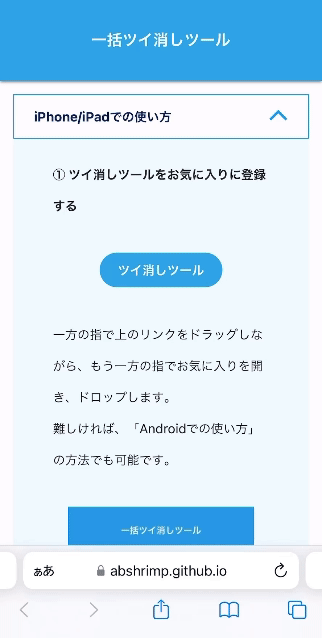 一括ツイ消しツール
iPhone/iPadでの使い方
① ツイ消しツールをお気に入りに登録
する
ツイ消しツール
一方の指で上のリンクをドラッグしな
がら、もう一方の指でお気に入りを開
き、ドロップします。
難しければ、「Androidでの使い方」
の方法でも可能です。
一括ツイ消しツール
ぁあ abshrimp.github.io